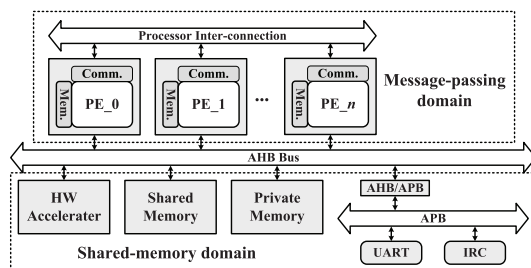 Processor Inter-connection
Comm.
Mem.
PE_0
Comm.
Mem.
PE_1
...
Comm.
Mem.
PE_n
Message-passing
domain
AHB Bus
HW
Accelerater
Shared
Memory
Private
Memory
AHB/APB
APB
UART
IRC
Shared-memory domain